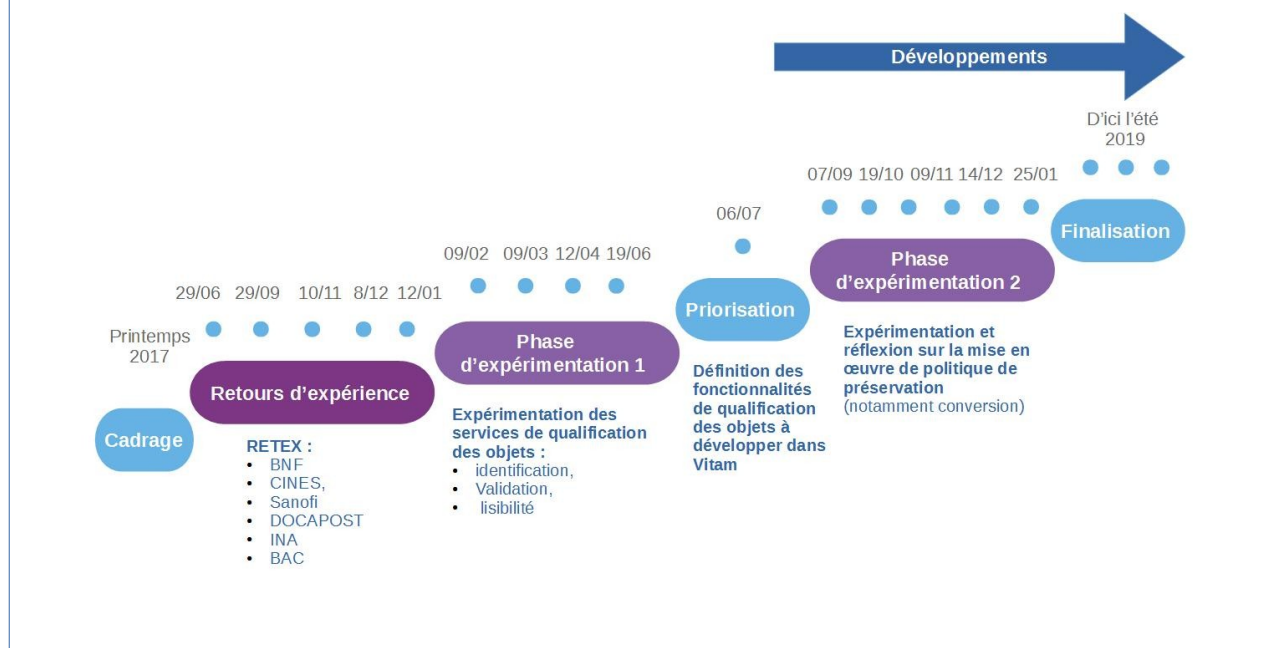 Développements
D'ici l'été
2019
07/09 19/10 09/11 14/12 25/01
Finalisation
06/07
Phase
d'expérimentation 2
09/02 09/03 12/04 19/06
Priorisation
29/06 29/09 10/11 8/12 12/01
Printemps
2017
Phase
d'expérimentation 1
Retours d'expérience
Cadrage
RETEX :
• BNF
• CINES,
• Sanofi
• DOCAPOST
• INA
• BAC
Expérimentation des
services de qualification
des objets :
• identification,
• Validation,
• lisibilité
Définition des
fonctionnalités
de qualification
des objets à
développer dans
Vitam
Expérimentation et
réflexion sur la mise en
œuvre de politique de
préservation
(notamment conversion)